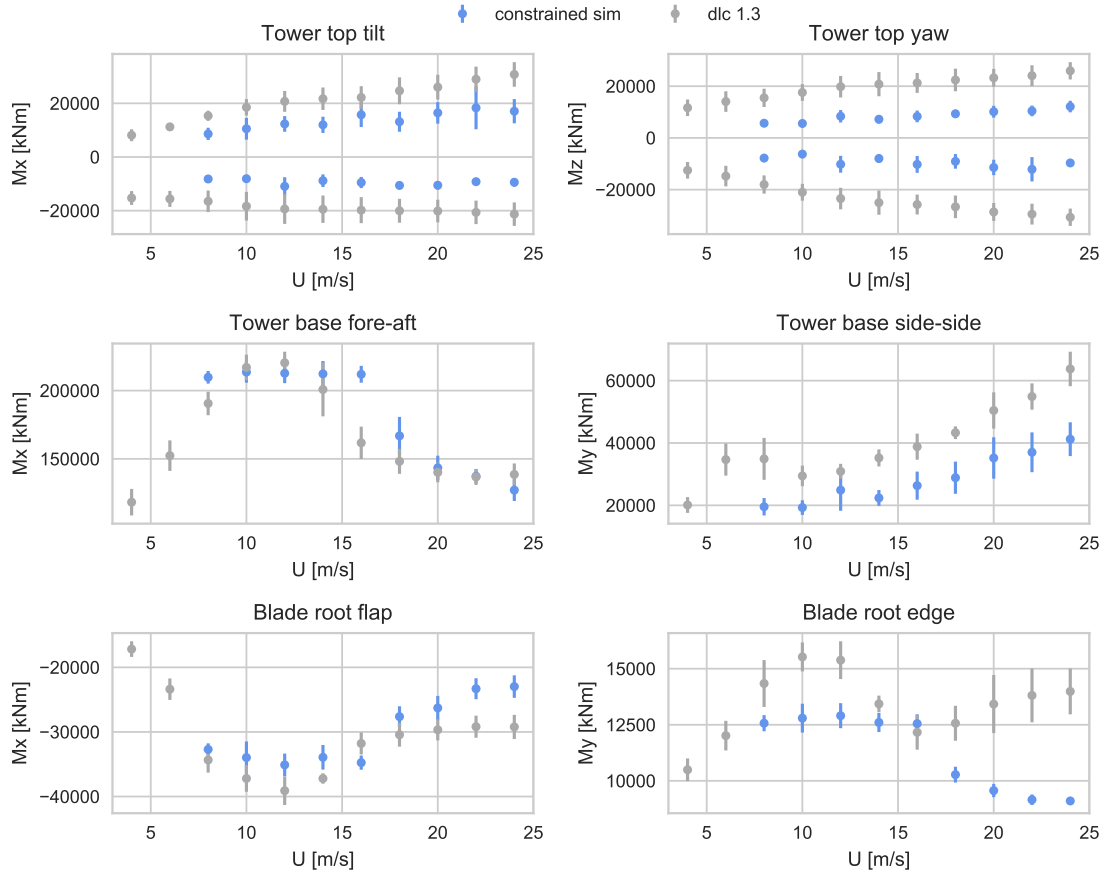 constrained sim dlc 1.3
Tower top tilt
Mx [kNm]
20000
0
−20000
5 10 15 20 25
U [m/s]
Tower top yaw
Mz [kNm]
20000
0
−20000
5 10 15 20 25
U [m/s]
Tower base fore-aft
Mx [kNm]
200000
150000
5 10 15 20 25
U [m/s]
Tower base side-side
My [kNm]
60000
40000
20000
5 10 15 20 25
U [m/s]
Blade root flap
Mx [kNm]
−20000
−30000
−40000
5 10 15 20 25
U [m/s]
Blade root edge
My [kNm]
15000
12500
10000
5 10 15 20 25
U [m/s]